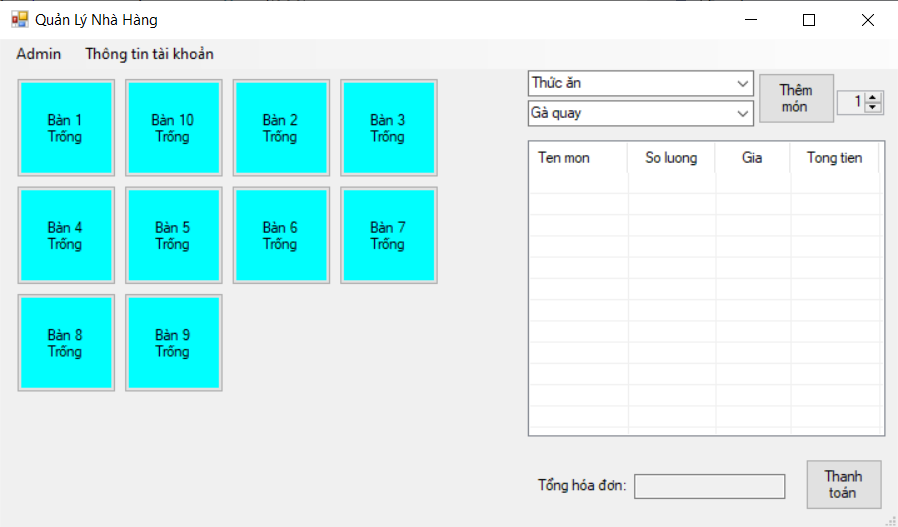 Quản Lý Nhà Hàng
Admin Thông tin tài khoản
Bàn 1
Trống
Bàn 10
Trống
Bàn 2
Trống
Bàn 3
Trống
Bàn 4
Trống
Bàn 5
Trống
Bàn 6
Trống
Bàn 7
Trống
Bàn 8
Trống
Bàn 9
Trống
Thức ăn
Gà quay
Thêm
món
1
Ten mon So luong Gia Tong tien
Tổng hóa đơn:
Thanh
toán